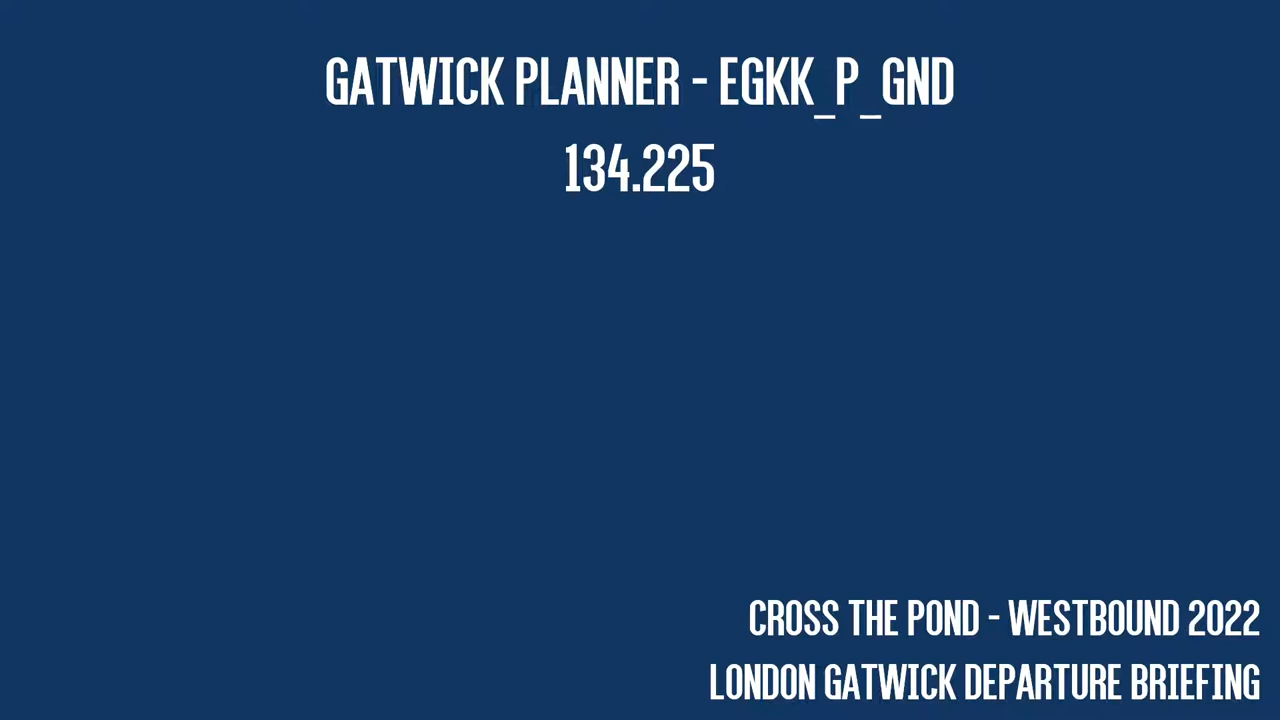 GATWICK PLANNER - EGKK_P_GND
134.225
CROSS THE POND - WESTBOUND 2022
LONDON GATWICK DEPARTURE BRIEFING